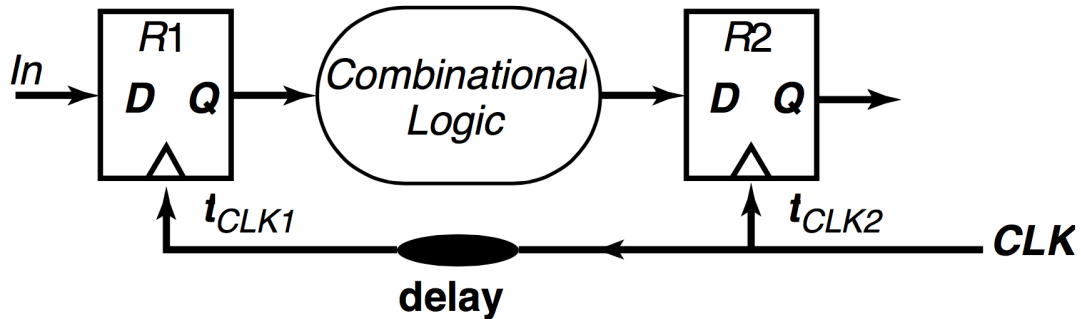 In
R1
D Q
Combinational
Logic
R2
D Q
tCLK1
tCLK2
CLK
delay